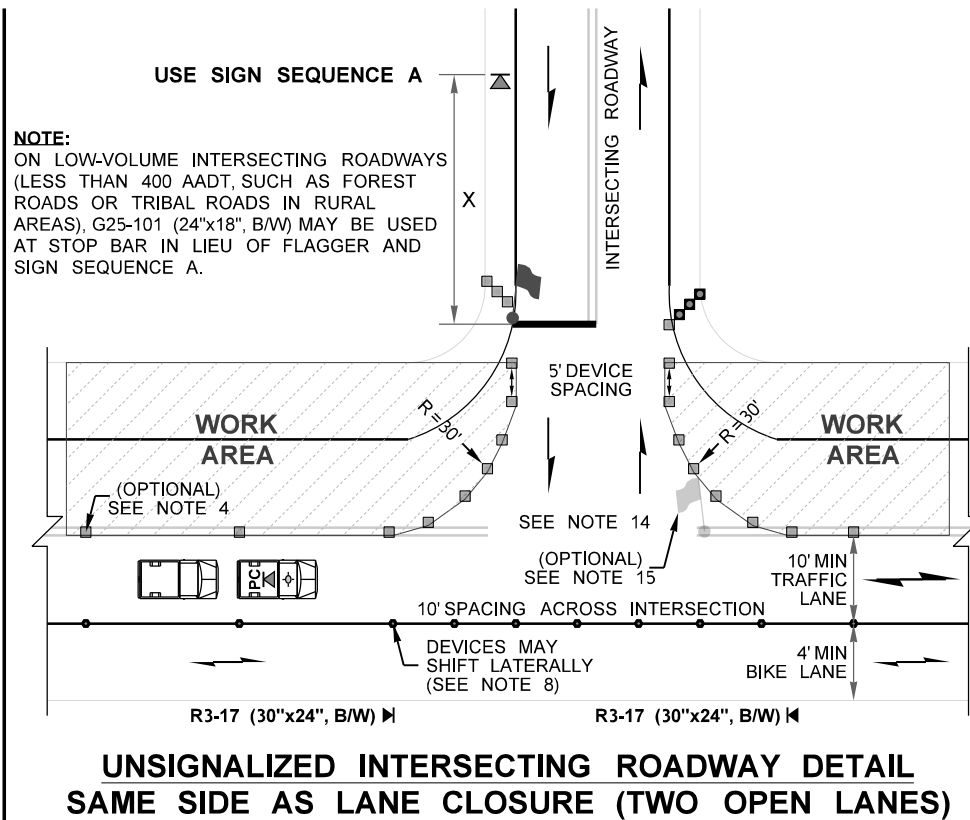 USE SIGN SEQUENCE A
NOTE:
ON LOW-VOLUME INTERSECTING ROADWAYS
(LESS THAN 400 AADT, SUCH AS FOREST
ROADS OR TRIBAL ROADS IN RURAL
AREAS), G25-101 (24"x18", B/W) MAY BE USED
AT STOP BAR IN LIEU OF FLAGGER AND
SIGN SEQUENCE A.
X
INTERSECTING ROADWAY
5' DEVICE
SPACING
WORK
AREA
R=30'
R=30'
WORK
AREA
(OPTIONAL)
SEE NOTE 4
SEE NOTE 14
(OPTIONAL)
SEE NOTE 15
10' MIN
TRAFFIC
LANE
PC
10' SPACING ACROSS INTERSECTION
DEVICES MAY
SHIFT LATERALLY
(SEE NOTE 8)
4' MIN
BIKE LANE
R3-17 (30"x24", B/W)
R3-17 (30"x24", B/W)
UNSIGNALIZED INTERSECTING ROADWAY DETAIL
SAME SIDE AS LANE CLOSURE (TWO OPEN LANES)